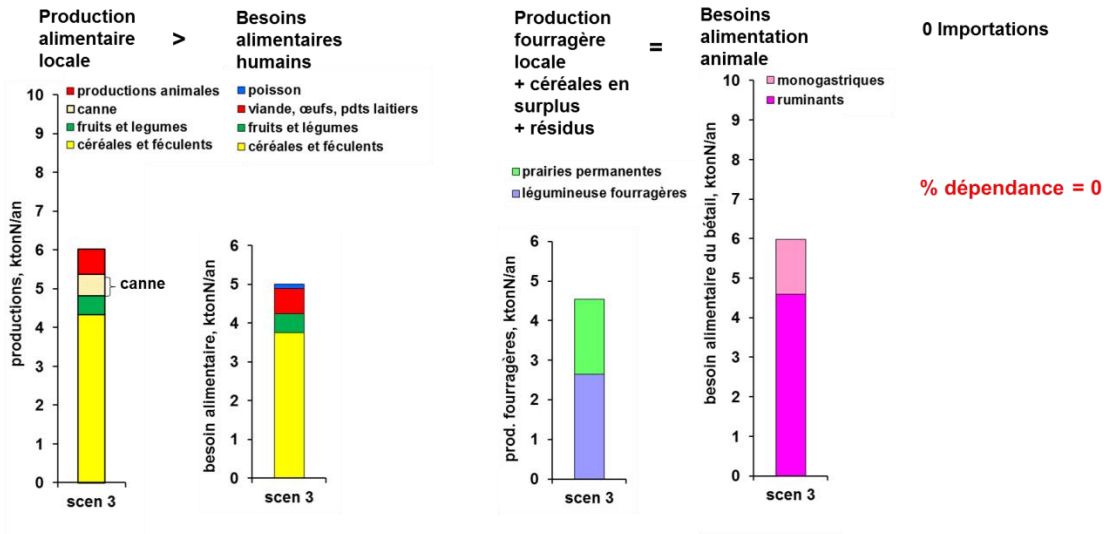 Production
alimentaire
locale
>
Besoins
alimentaires
humains
productions animales
canne
fruits et legumes
céréales et féculents
poisson
viande, œufs, pdts laitiers
fruits et légumes
céréales et féculents
productions, ktonN/an
10
9
8
7
6
5
4
3
2
1
0
canne
scen 3
besoin alimentaire, ktonN/an
6
5
4
3
2
1
0
scen 3
Production
fourragère
locale
+ céréales en
surplus
+ résidus
=
Besoins
alimentation
animale
prairies permanentes
légumineuse fourragères
monogastriques
ruminants
prod. fourragères, ktonN/an
6
5
4
3
2
1
0
scen 3
besoin alimentaire du bétail, ktonN/an
10
9
8
7
6
5
4
3
2
1
0
scen 3
0 Importations
% dépendance = 0